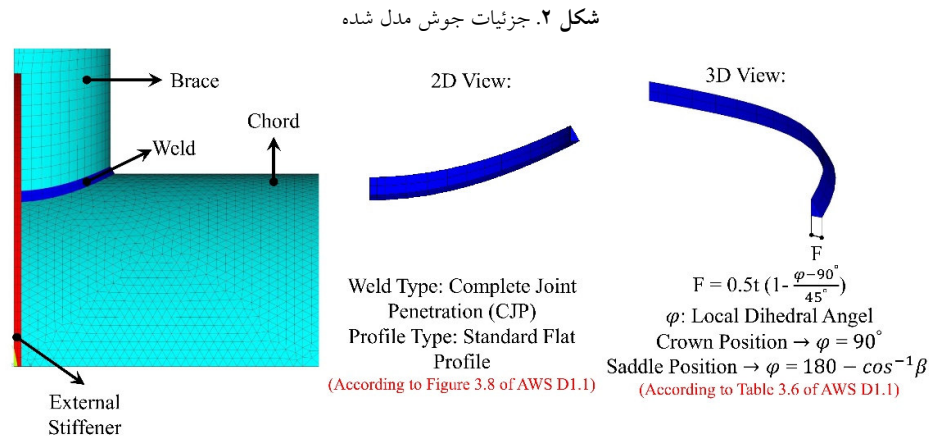 شکل ۲. جزئیات جوش مدل شده
Brace
Weld
Chord
External
Stiffener
2D View:
Weld Type: Complete Joint
Penetration (CJP)
Profile Type: Standard Flat
Profile
(According to Figure 3.8 of AWS D1.1)
3D View:
F
F = 0.5t (1- \frac{φ−90°}{45°})
φ: Local Dihedral Angel
Crown Position → φ = 90°
Saddle Position → φ = 180 − cos⁻¹β
(According to Table 3.6 of AWS D1.1)